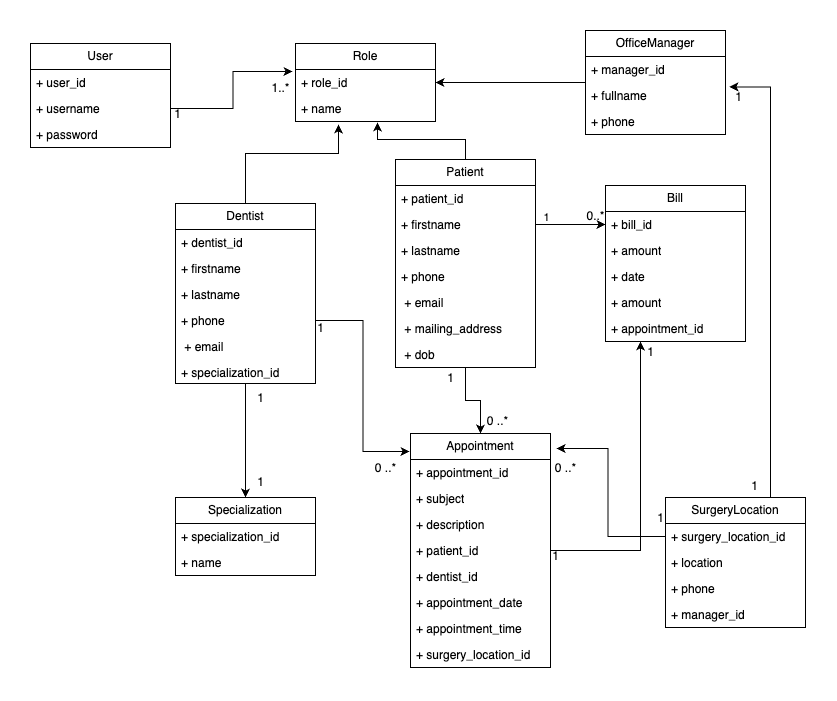 User
+ user_id
+ username
+ password
1
1..*
Role
+ role_id
+ name
OfficeManager
+ manager_id
+ fullname
+ phone
1
Dentist
+ dentist_id
+ firstname
+ lastname
+ phone
+ email
+ specialization_id
1
1
1
0 ..*
Patient
+ patient_id
+ firstname
+ lastname
+ phone
+ email
+ mailing_address
+ dob
1
0..*
1
0 ..*
Bill
+ bill_id
+ amount
+ date
+ amount
+ appointment_id
1
Specialization
+ specialization_id
+ name
Appointment
+ appointment_id
+ subject
+ description
+ patient_id
+ dentist_id
+ appointment_date
+ appointment_time
+ surgery_location_id
0 ..*
1
1
1
SurgeryLocation
+ surgery_location_id
+ location
+ phone
+ manager_id